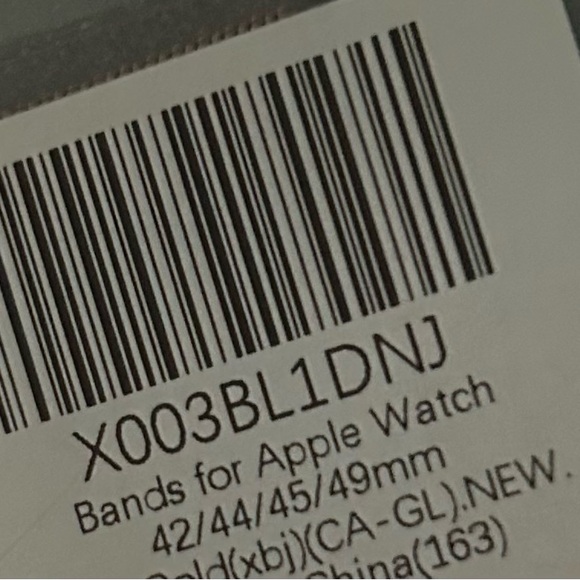 X003BL1DNJ
Bands for Apple Watch
42/44/45/49mm
(xbj)(CA-GL).NEW.
(163)